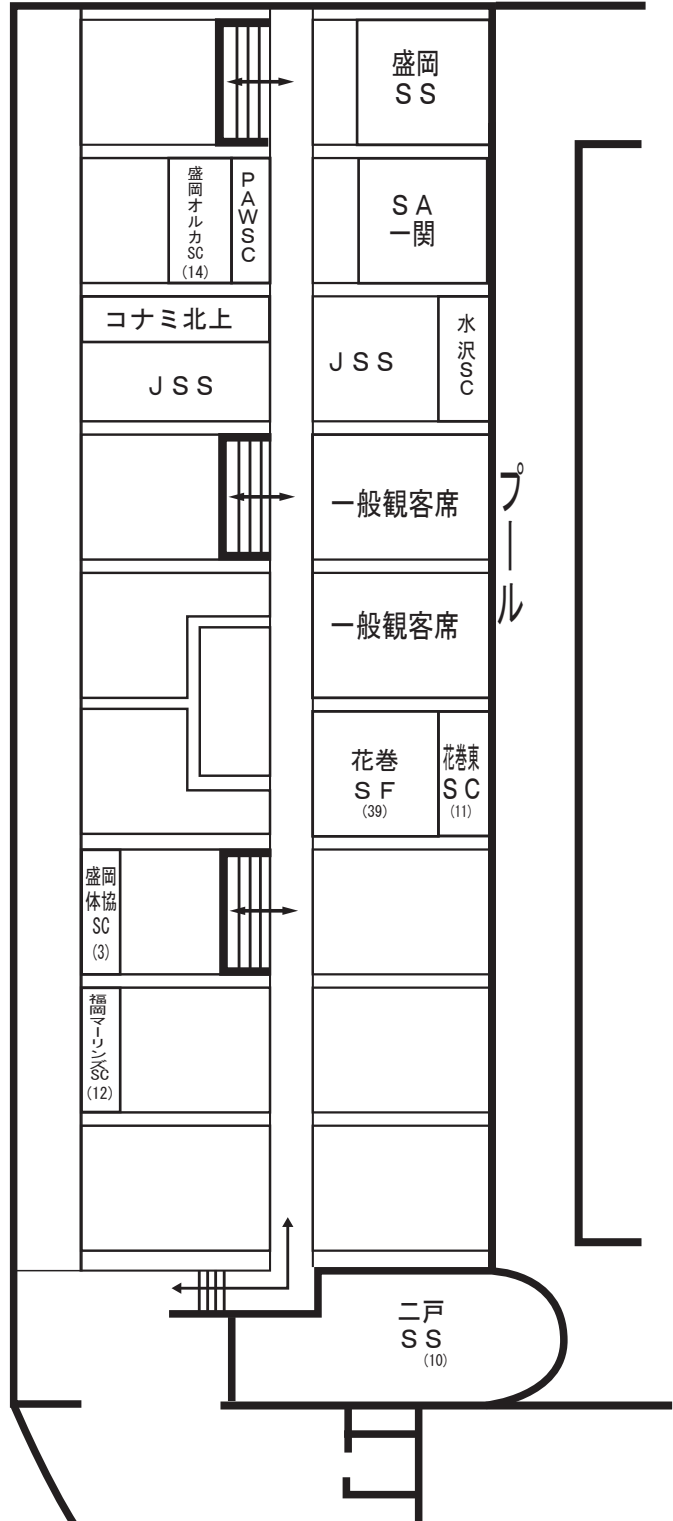 盛岡
ＳＳ
盛岡オルカSC
(14)
ＰＡＷＳＣ
ＳＡ
一関
コナミ北上
ＪＳＳ
ＪＳＳ
水沢ＳＣ
一般観客席
プール
一般観客席
花巻
ＳＦ
(39)
花巻東
ＳＣ
(11)
盛岡
体協
SC
(3)
福岡マーリンズSC
(12)
二戸
ＳＳ
(10)